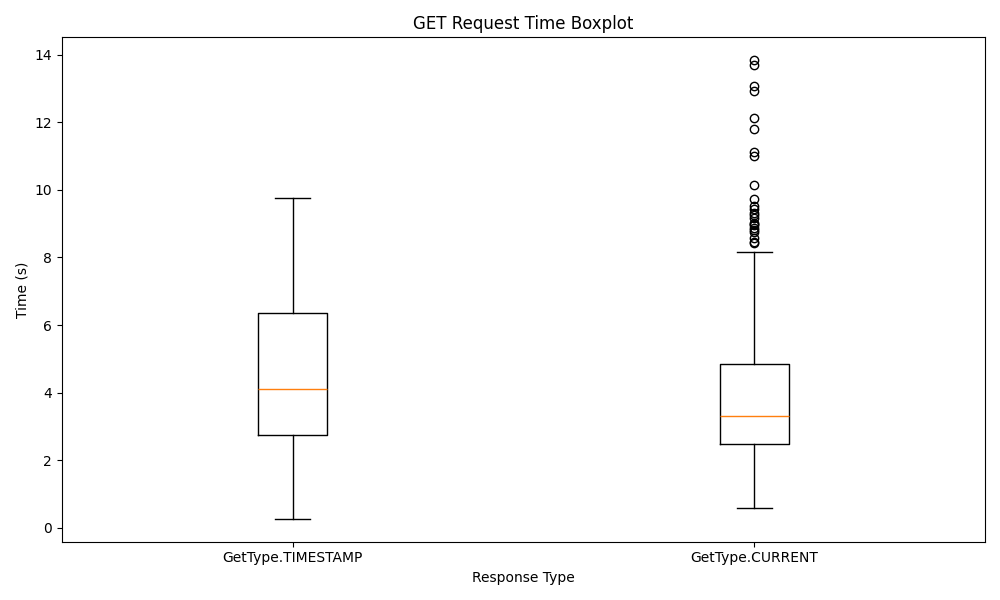 GET Request Time Boxplot
14
12
10
8
6
4
2
0
Time (s)
GetType.TIMESTAMP
GetType.CURRENT
Response Type